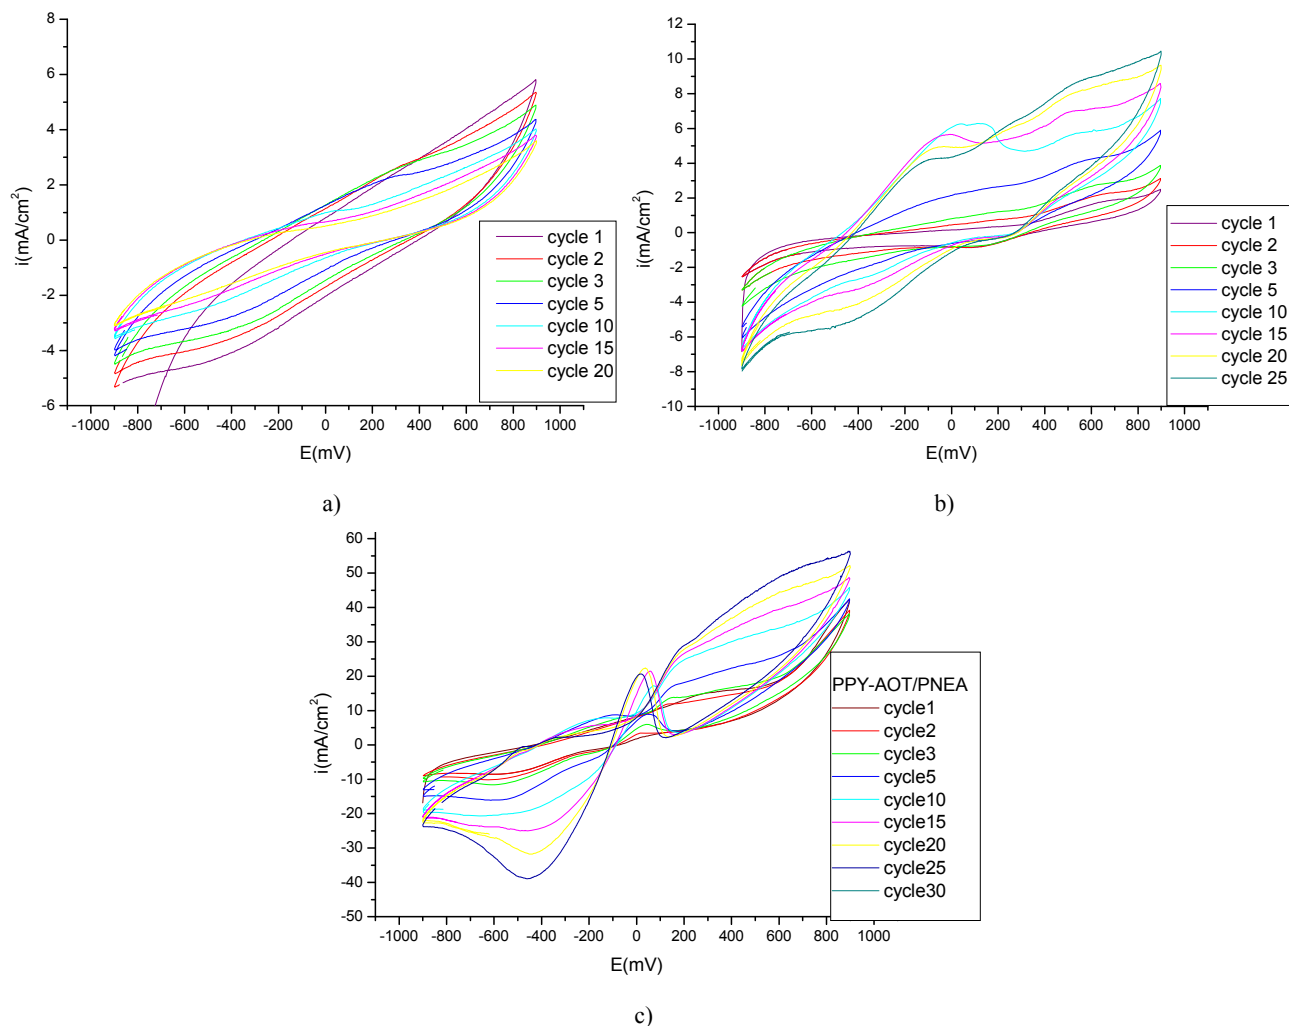 8
6
4
2
0
-2
-4
-6
i(mA/cm²)
-1000 -800 -600 -400 -200 0 200 400 600 800 1000
E(mV)
cycle 1
cycle 2
cycle 3
cycle 5
cycle 10
cycle 15
cycle 20
a)
12
10
8
6
4
2
0
-2
-4
-6
-8
-10
i(mA/cm²)
-1000 -800 -600 -400 -200 0 200 400 600 800 1000
E(mV)
cycle 1
cycle 2
cycle 3
cycle 5
cycle 10
cycle 15
cycle 20
cycle 25
b)
60
50
40
30
20
10
0
-10
-20
-30
-40
-50
i(mA/cm²)
-1000 -800 -600 -400 -200 0 200 400 600 800 1000
E(mV)
PPY-AOT/PNEA
cycle1
cycle2
cycle3
cycle5
cycle10
cycle15
cycle20
cycle25
cycle30
c)